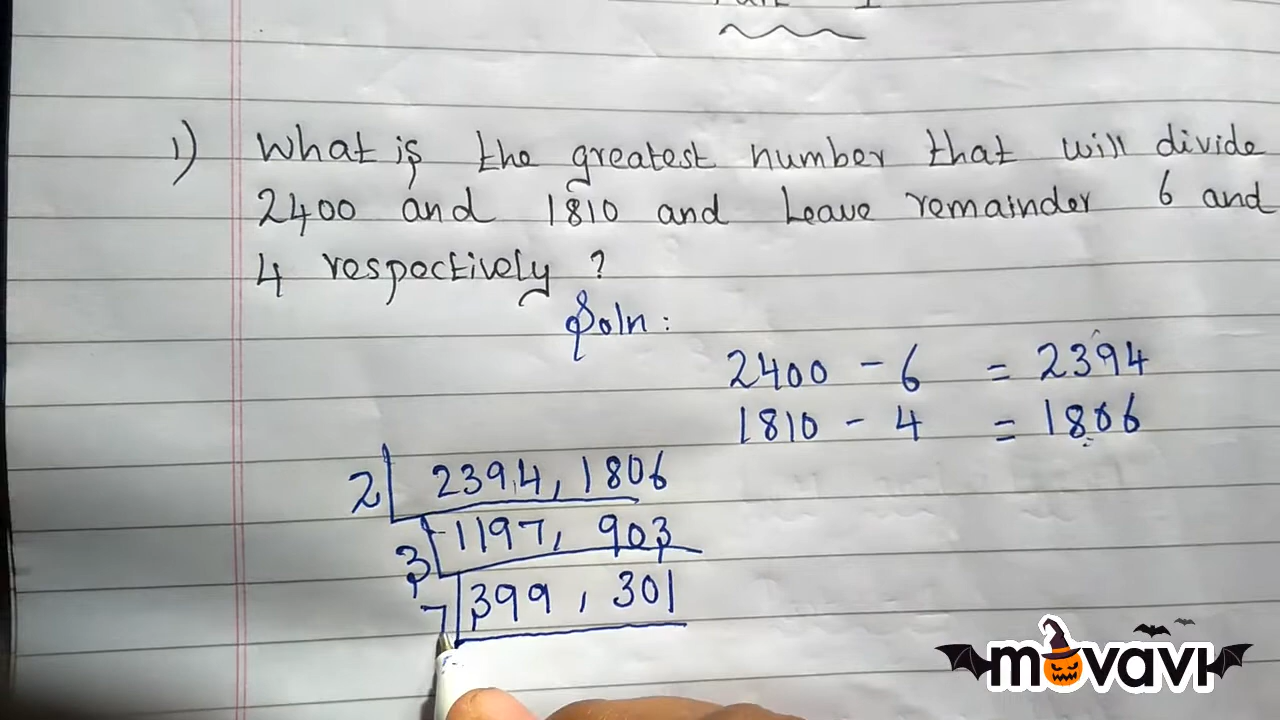 1) What is the greatest number that will divide
2400 and 1810 and Leave remainder 6 and
4 respectively ?
Soln :
2400 - 6 = 2394
1810 - 4 = 1806
2 2394, 1806
3 1197, 903
7 399, 301
movavi